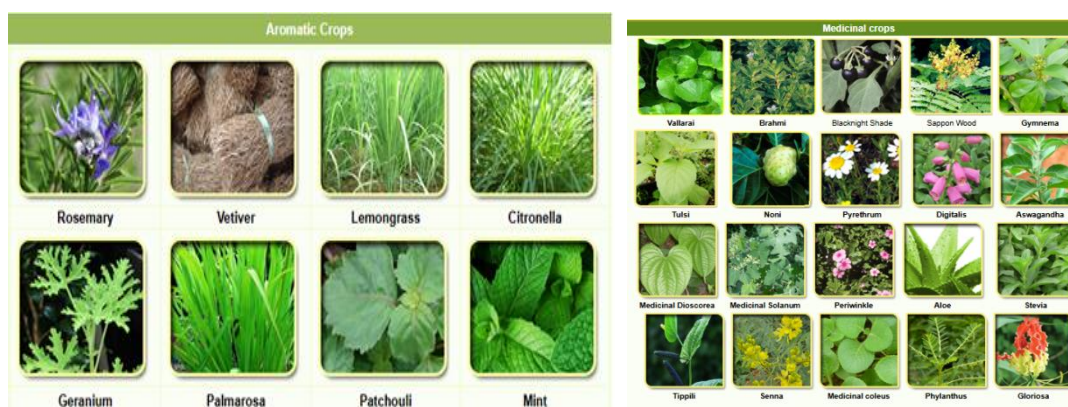 Aromatic Crops
Rosemary Vetiver Lemongrass Citronella
Geranium Palmarosa Patchouli Mint
Medicinal crops
Vallarai Brahmi Blacknight Shade Sappon Wood Gymnema
Tulsi Noni Pyrethrum Digitalis Aswagandha
Medicinal Dioscorea Medicinal Solanum Periwinkle Aloe Stevia
Tippili Senna Medicinal coleus Phylanthus Gloriosa